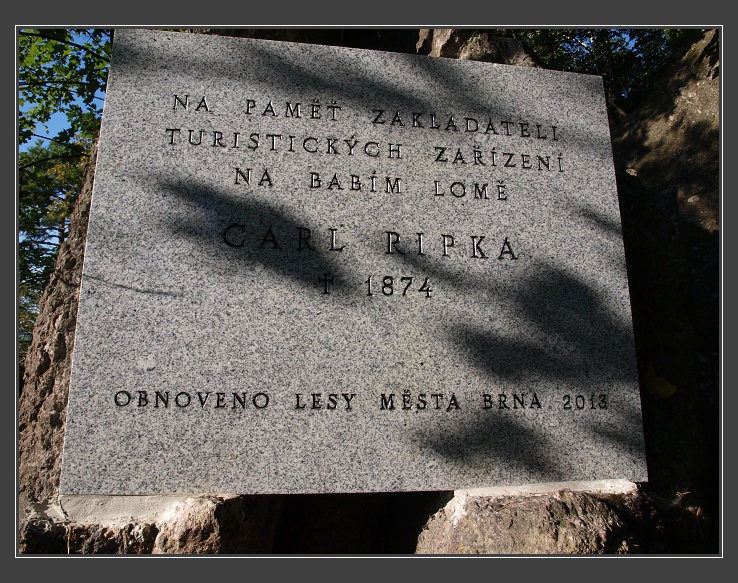 NA PAMĚŤ ZAKLADATELI
TURISTICKÝCH ZAŘÍZENÍ
NA BABÍM LOMĚ
CARL RIPKA
† 1874
OBNOVENO LESY MĚSTA BRNA 2013